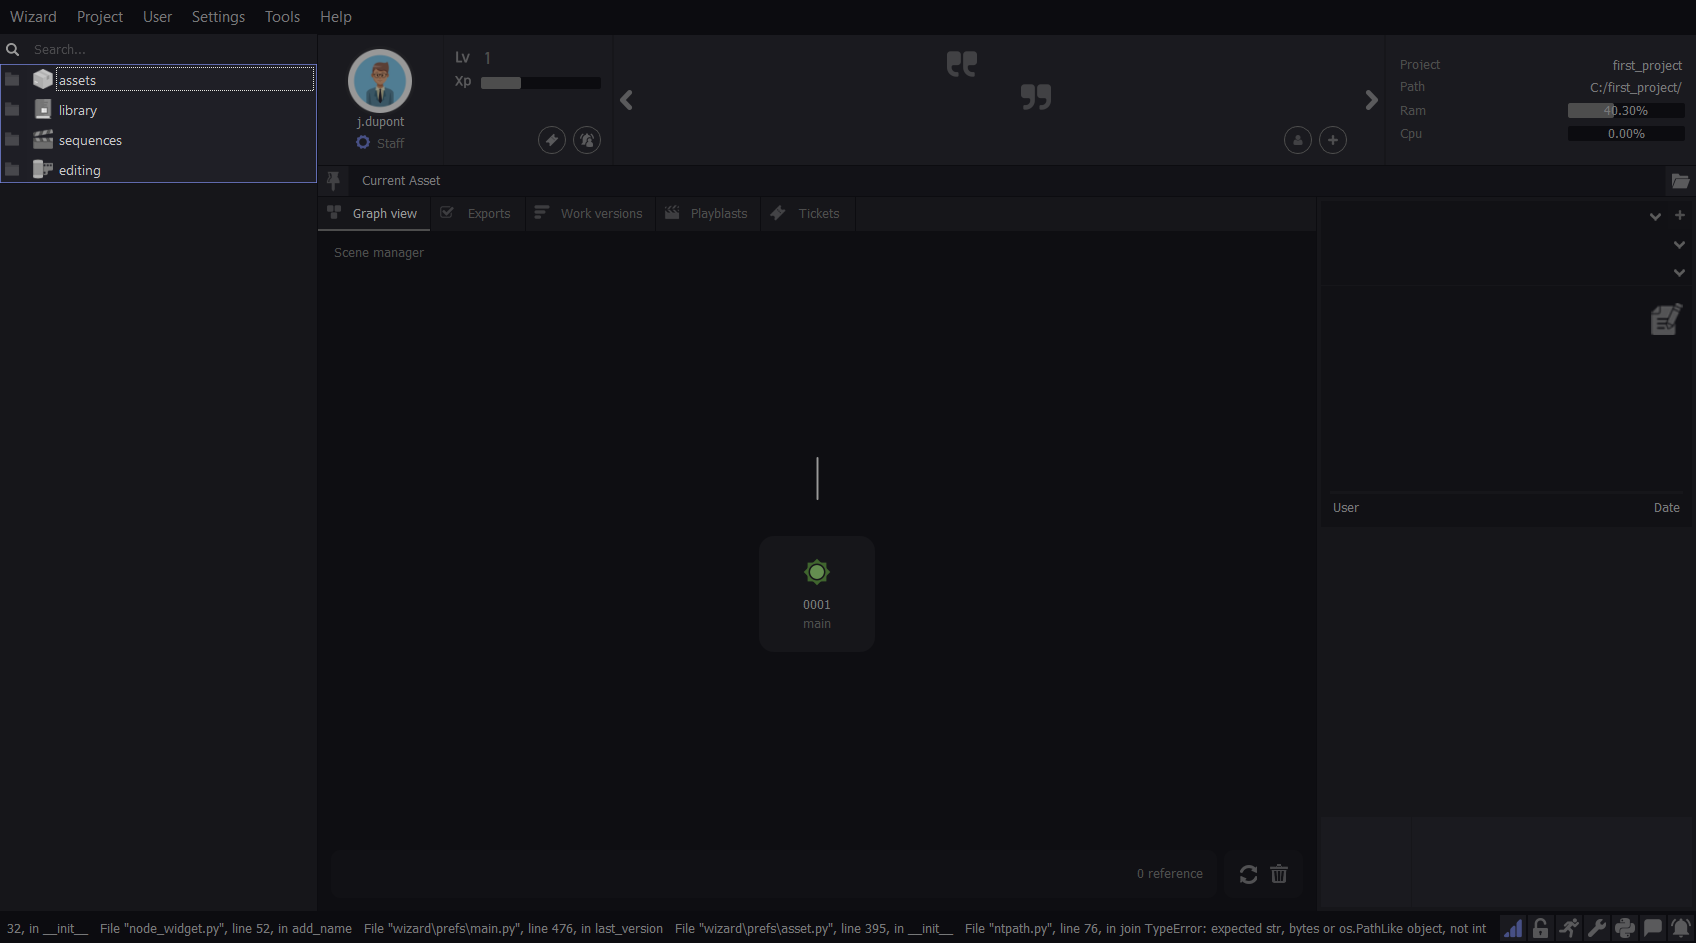 Wizard Project User Settings Tools Help
Search...
assets
library
sequences
editing
j.dupont
Staff
Lv 1
Xp
Project first_project
Path C:/first_project/
Ram 40.30%
Cpu 0.00%
Current Asset
Graph view Exports Work versions Playblasts Tickets
Scene manager
0001
main
User Date
0 reference
32, in __init__ File "node_widget.py", line 52, in add_name File "wizard\prefs\main.py", line 476, in last_version File "wizard\prefs\asset.py", line 395, in __init__ File "ntpath.py", line 76, in join TypeError: expected str, bytes or os.PathLike object, not int